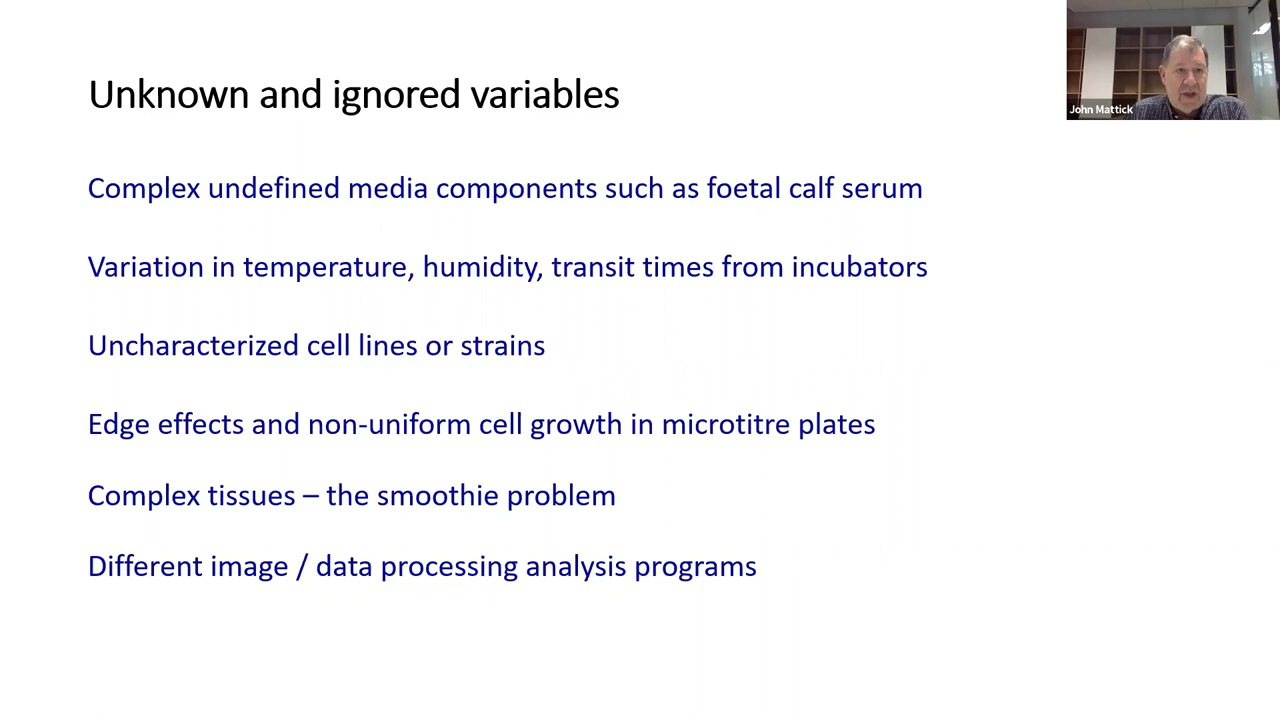 Unknown and ignored variables
John Mattick
Complex undefined media components such as foetal calf serum
Variation in temperature, humidity, transit times from incubators
Uncharacterized cell lines or strains
Edge effects and non-uniform cell growth in microtitre plates
Complex tissues – the smoothie problem
Different image / data processing analysis programs